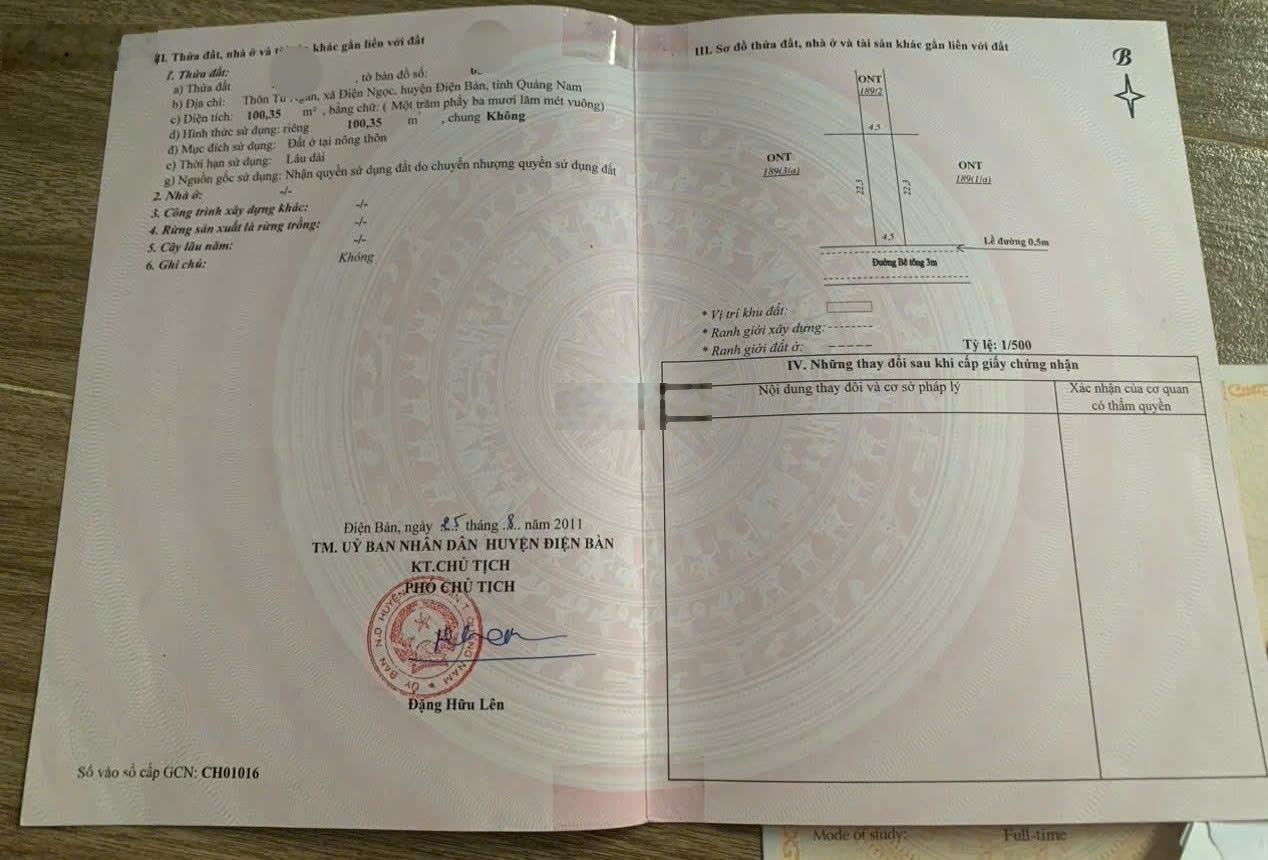 II. Thửa đất, nhà ở và khác gắn liền với đất
1. Thửa đất:
a) Thửa đất , tờ bản đồ số:
b) Địa chỉ: Thôn Tứ Ngân, xã Điện Ngọc, huyện Điện Bàn, tỉnh Quảng Nam
c) Diện tích: 100,35 m², bằng chữ: ( Một trăm phẩy ba mươi lăm mét vuông)
d) Hình thức sử dụng: riêng 100,35 m , chung Không
đ) Mục đích sử dụng: Đất ở tại nông thôn
e) Thời hạn sử dụng: Lâu dài
g) Nguồn gốc sử dụng: Nhận quyền sử dụng đất do chuyển nhượng quyền sử dụng đất
2. Nhà ở: -/-
3. Công trình xây dựng khác: -/-
4. Rừng sản xuất là rừng trồng: -/-
5. Cây lâu năm: -/-
6. Ghi chú: Không
Điện Bàn, ngày 25 tháng 8 năm 2011
TM. UỶ BAN NHÂN DÂN HUYỆN ĐIỆN BÀN
KT.CHỦ TỊCH
PHÓ CHỦ TỊCH
Đặng Hữu Lên
Số vào sổ cấp GCN: CH01016
III. Sơ đồ thửa đất, nhà ở và tài sản khác gắn liền với đất
B
ONT
189/2
4.5
ONT
189(3/a)
ONT
189(1/a)
22.3
22.3
4.5
Lề đường 0,5m
Đường Bê tông 3m
* Vị trí khu đất:
* Ranh giới xây dựng:
* Ranh giới đất ở:
Tỷ lệ: 1/500
IV. Những thay đổi sau khi cấp giấy chứng nhận
Nội dung thay đổi và cơ sở pháp lý
Xác nhận của cơ quan
có thẩm quyền
Mode of study: Full-time